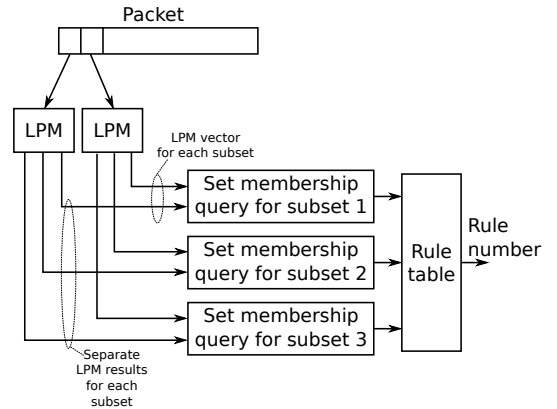 Packet
LPM
LPM
LPM vector
for each subset
Set membership
query for subset 1
Set membership
query for subset 2
Set membership
query for subset 3
Rule
table
Rule
number
Separate
LPM results
for each
subset